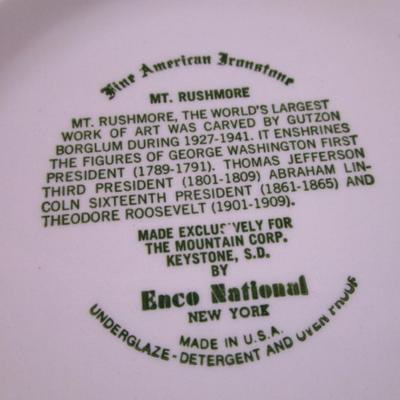 Fine American Ironstone
MT. RUSHMORE
MT. RUSHMORE, THE WORLD'S LARGEST
WORK OF ART WAS CARVED BY GUTZON
BORGLUM DURING 1927-1941. IT ENSHRINES
THE FIGURES OF GEORGE WASHINGTON FIRST
PRESIDENT (1789-1791). THOMAS JEFFERSON
THIRD PRESIDENT (1801-1809) ABRAHAM LIN-
COLN SIXTEENTH PRESIDENT (1861-1865) AND
THEODORE ROOSEVELT (1901-1909).
MADE EXCLUSIVELY FOR
THE MOUNTAIN CORP.
KEYSTONE, S.D.
BY
Enco National
NEW YORK
MADE IN U.S.A.
UNDERGLAZE - DETERGENT AND OVEN PROOF